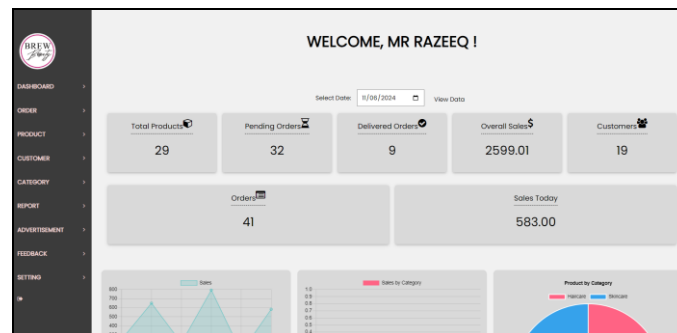 BREW
Beauty
WELCOME, MR RAZEEQ !
DASHBOARD
ORDER
PRODUCT
CUSTOMER
CATEGORY
REPORT
ADVERTISEMENT
FEEDBACK
SETTING
Select Date: 11/06/2024 View Data
Total Products
29
Pending Orders
32
Delivered Orders
9
Overall Sales$
2599.01
Customers
19
Orders
41
Sales Today
583.00
Sales
800
700
600
500
400
Sales by Category
1.0
0.9
0.8
0.7
0.6
0.5
0.4
Product by Category
Haircare Skincare